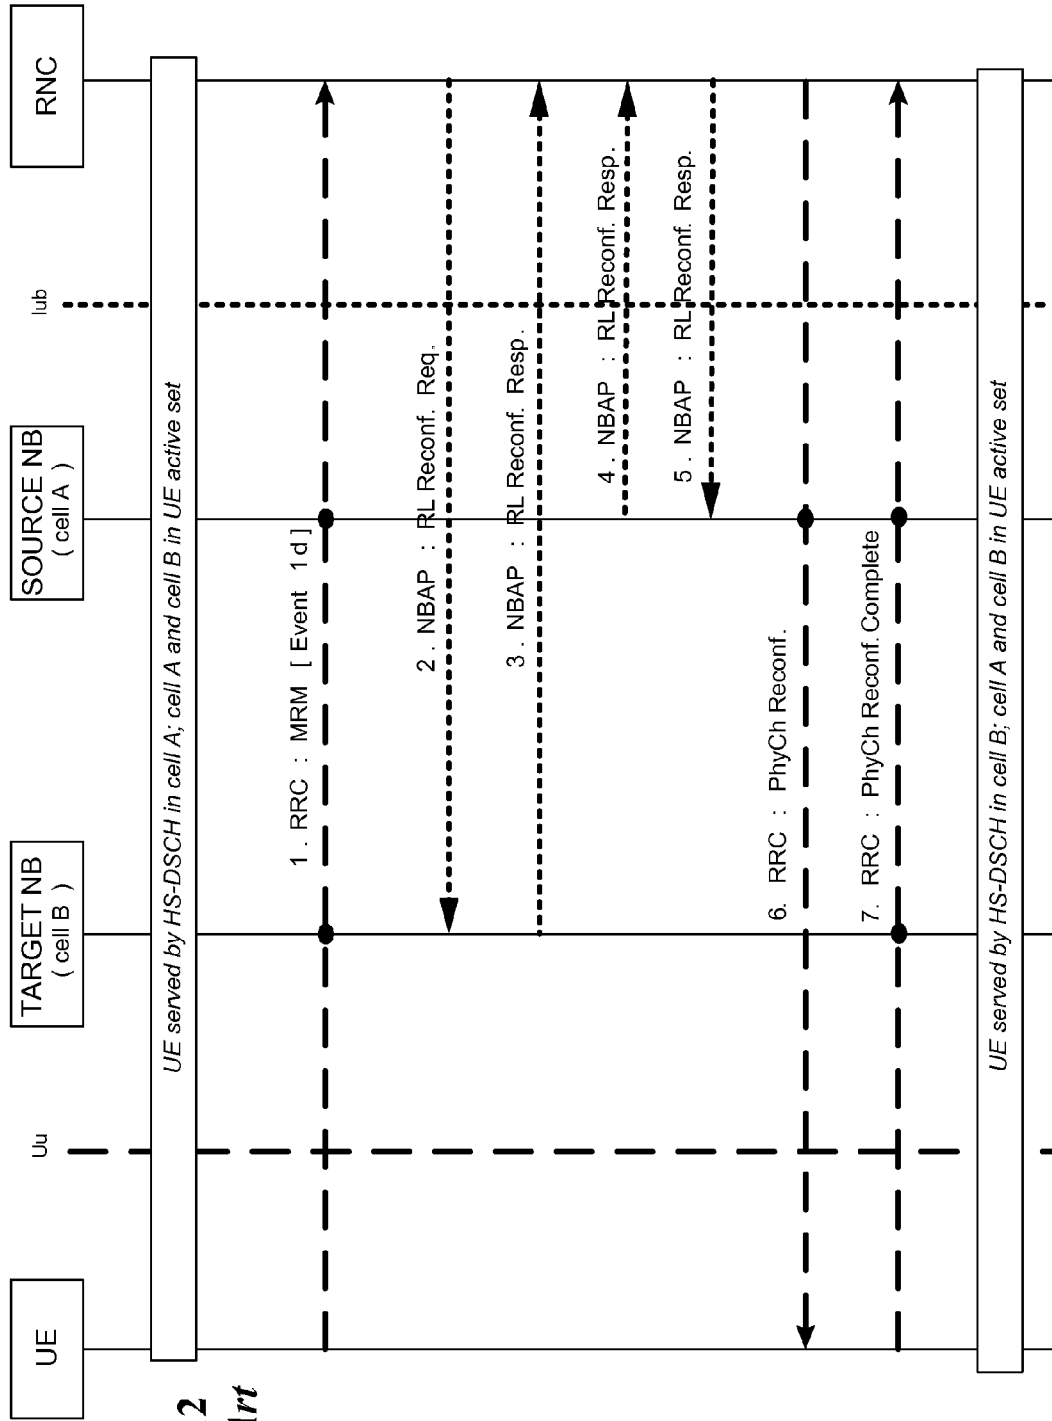 UE
Uu
TARGET NB
( cell B )
SOURCE NB
( cell A )
Iub
RNC
UE served by HS-DSCH in cell A; cell A and cell B in UE active set
1 . RRC : MRM [ Event 1d ]
2 . NBAP : RL Reconf. Req.
3 . NBAP : RL Reconf. Resp.
4 . NBAP : RL Reconf. Resp.
5 . NBAP : RL Reconf. Resp.
6. RRC : PhyCh Reconf.
7. RRC : PhyCh Reconf. Complete
UE served by HS-DSCH in cell B; cell A and cell B in UE active set
2